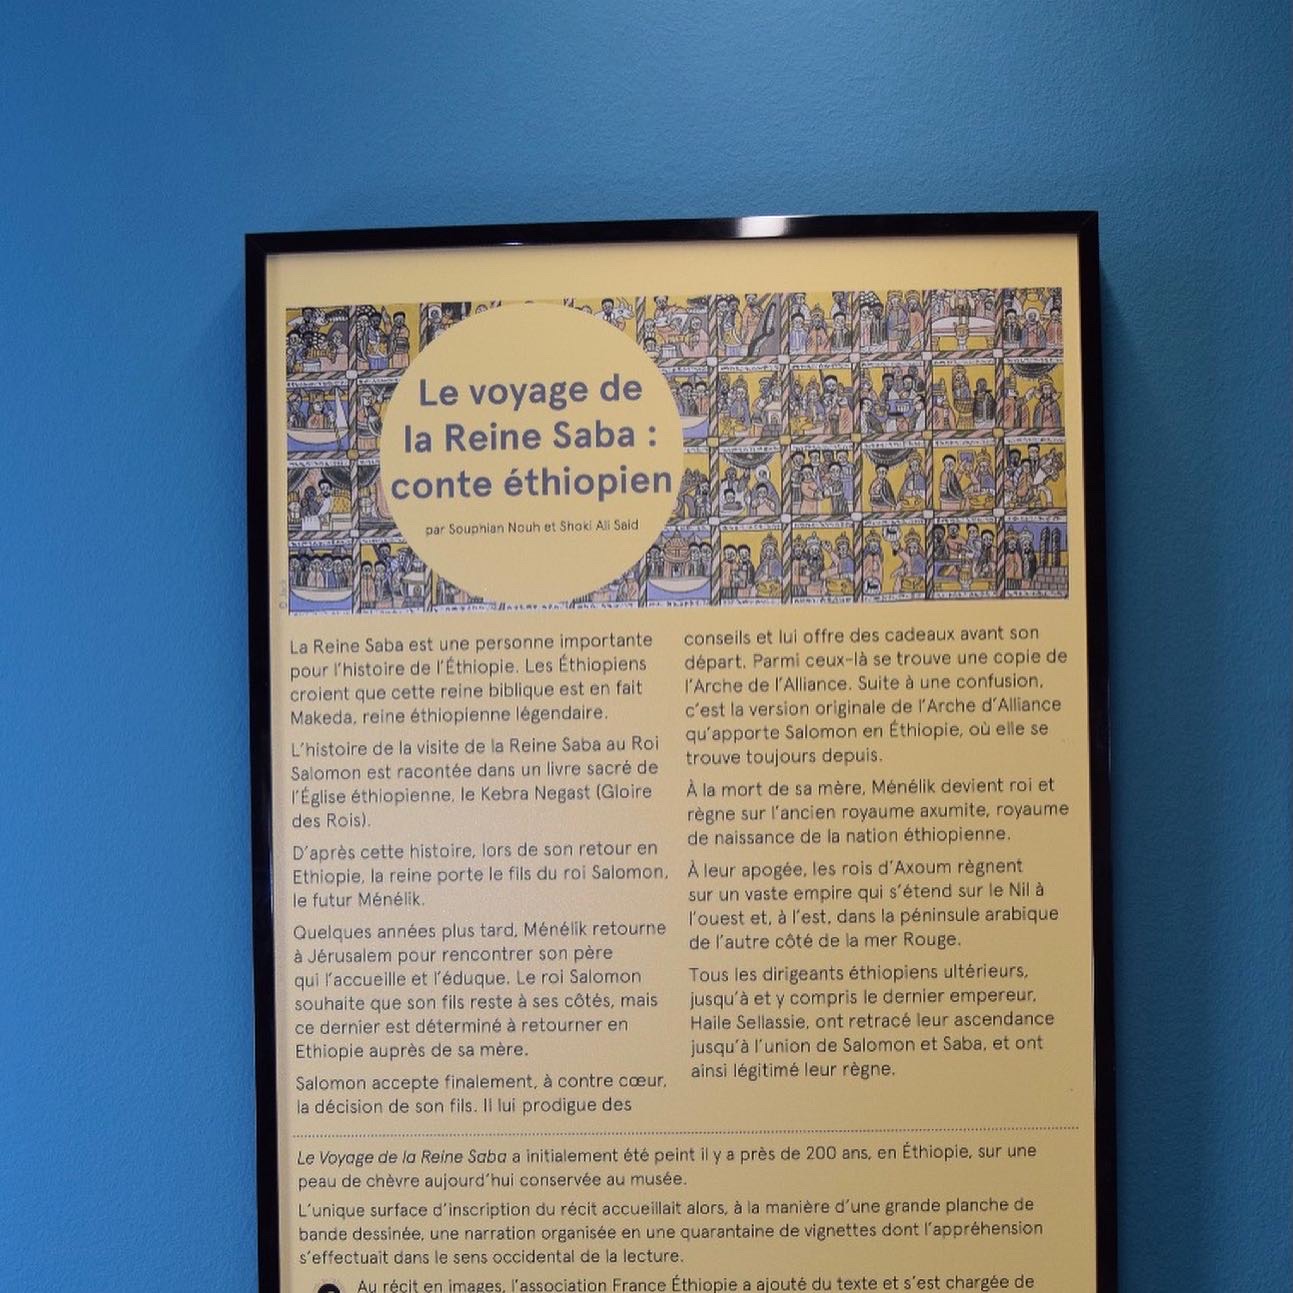 Le voyage de
la Reine Saba :
conte éthiopien
par Souphian Nouh et Shaki Ali Said
La Reine Saba est une personne importante
pour l'histoire de l'Éthiopie. Les Éthiopiens
croient que cette reine biblique est en fait
Makeda, reine éthiopienne légendaire.
L'histoire de la visite de la Reine Saba au Roi
Salomon est racontée dans un livre sacré de
l'Église éthiopienne, le Kebra Negast (Gloire
des Rois).
D'après cette histoire, lors de son retour en
Ethiopie, la reine porte le fils du roi Salomon,
le futur Ménélik.
Quelques années plus tard, Ménélik retourne
à Jérusalem pour rencontrer son père
qui l'accueille et l'éduque. Le roi Salomon
souhaite que son fils reste à ses côtés, mais
ce dernier est déterminé à retourner en
Ethiopie auprès de sa mère.
Salomon accepte finalement, à contre cœur,
la décision de son fils. Il lui prodigue des
conseils et lui offre des cadeaux avant son
départ. Parmi ceux-là se trouve une copie de
l'Arche de l'Alliance. Suite à une confusion,
c'est la version originale de l'Arche d'Alliance
qu'apporte Salomon en Éthiopie, où elle se
trouve toujours depuis.
À la mort de sa mère, Ménélik devient roi et
règne sur l'ancien royaume axumite, royaume
de naissance de la nation éthiopienne.
À leur apogée, les rois d'Axoum règnent
sur un vaste empire qui s'étend sur le Nil à
l'ouest et, à l'est, dans la péninsule arabique
de l'autre côté de la mer Rouge.
Tous les dirigeants éthiopiens ultérieurs,
jusqu'à et y compris le dernier empereur,
Haile Sellassie, ont retracé leur ascendance
jusqu'à l'union de Salomon et Saba, et ont
ainsi légitimé leur règne.
Le Voyage de la Reine Saba a initialement été peint il y a près de 200 ans, en Éthiopie, sur une
peau de chèvre aujourd'hui conservée au musée.
L'unique surface d'inscription du récit accueillait alors, à la manière d'une grande planche de
bande dessinée, une narration organisée en une quarantaine de vignettes dont l'appréhension
s'effectuait dans le sens occidental de la lecture.
Au récit en images, l'association France Éthiopie a ajouté du texte et s'est chargée de